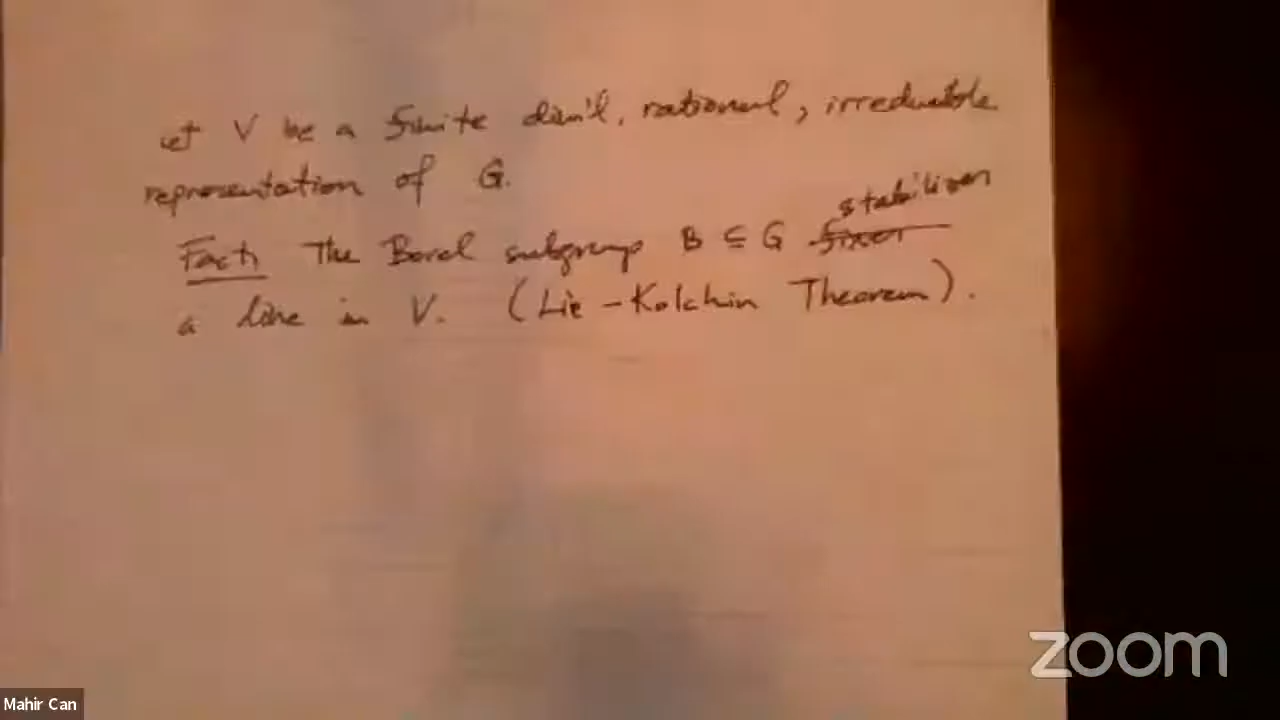 Let V be a finite dim'l, rational, irreducible
representation of G.
stabilizes
Fact: The Borel subgroup B ⊆ G fixes
a line in V. (Lie-Kolchin Theorem).
zoom
Mahir Can